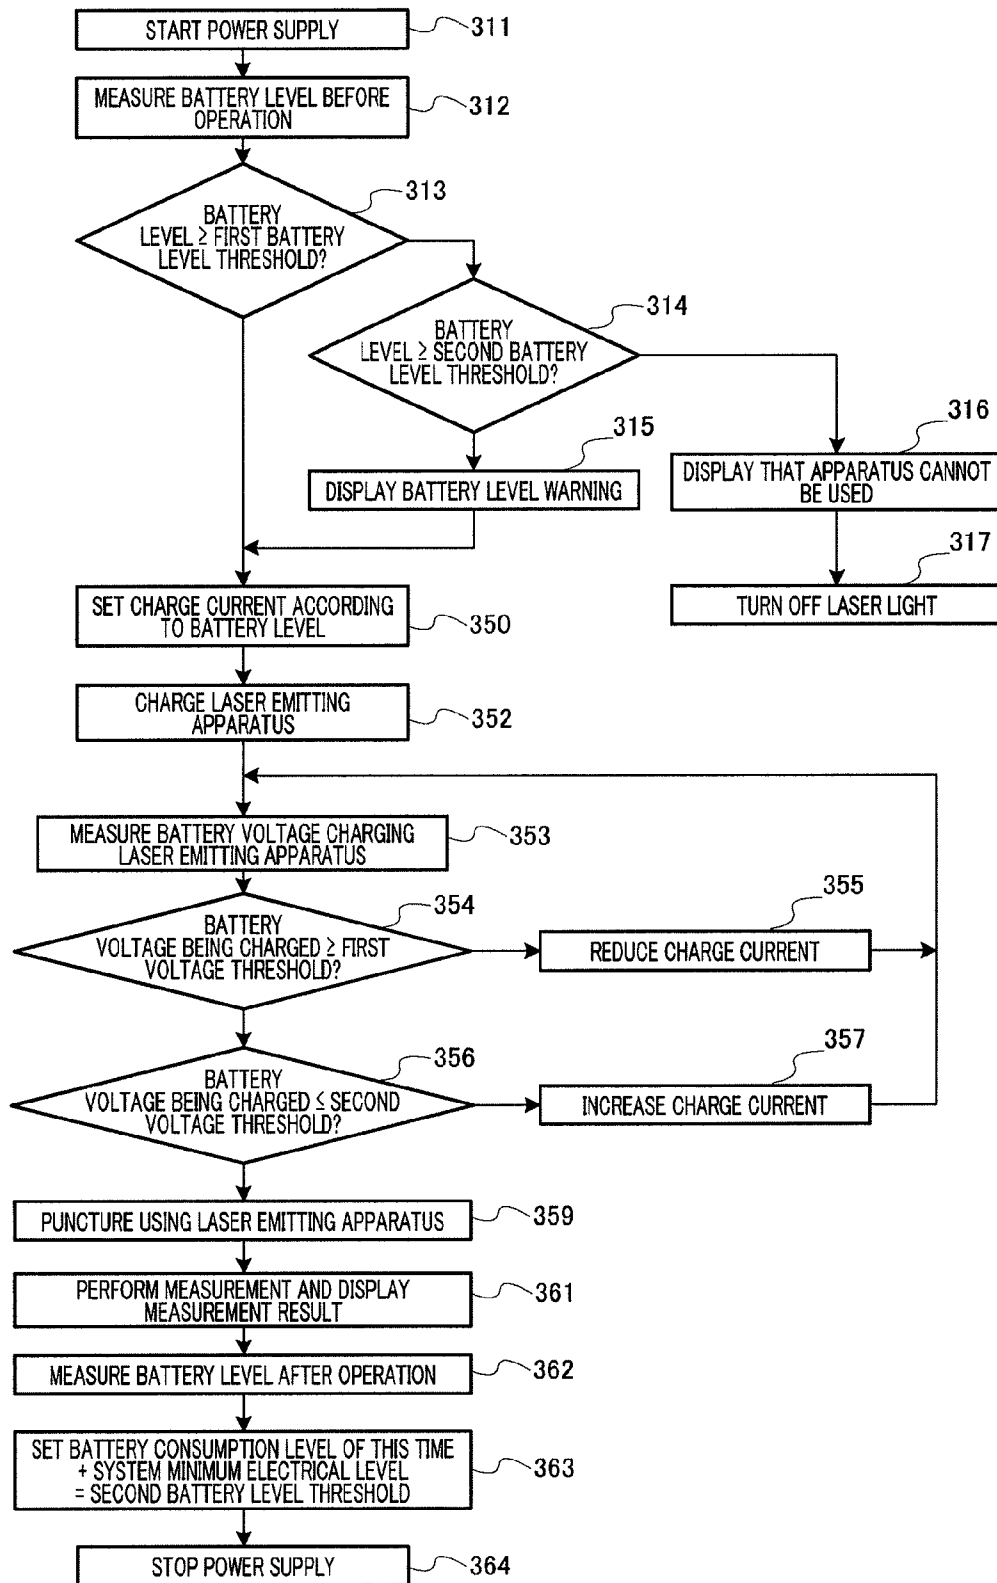 START POWER SUPPLY
311
MEASURE BATTERY LEVEL BEFORE
OPERATION
312
313
BATTERY
LEVEL ≥ FIRST BATTERY
LEVEL THRESHOLD?
314
BATTERY
LEVEL ≥ SECOND BATTERY
LEVEL THRESHOLD?
315
DISPLAY BATTERY LEVEL WARNING
316
DISPLAY THAT APPARATUS CANNOT
BE USED
317
TURN OFF LASER LIGHT
SET CHARGE CURRENT ACCORDING
TO BATTERY LEVEL
350
CHARGE LASER EMITTING
APPARATUS
352
MEASURE BATTERY VOLTAGE CHARGING
LASER EMITTING APPARATUS
353
354
BATTERY
VOLTAGE BEING CHARGED ≥ FIRST
VOLTAGE THRESHOLD?
355
REDUCE CHARGE CURRENT
356
BATTERY
VOLTAGE BEING CHARGED ≤ SECOND
VOLTAGE THRESHOLD?
357
INCREASE CHARGE CURRENT
PUNCTURE USING LASER EMITTING APPARATUS
359
PERFORM MEASUREMENT AND DISPLAY
MEASUREMENT RESULT
361
MEASURE BATTERY LEVEL AFTER OPERATION
362
SET BATTERY CONSUMPTION LEVEL OF THIS TIME
+ SYSTEM MINIMUM ELECTRICAL LEVEL
= SECOND BATTERY LEVEL THRESHOLD
363
STOP POWER SUPPLY
364